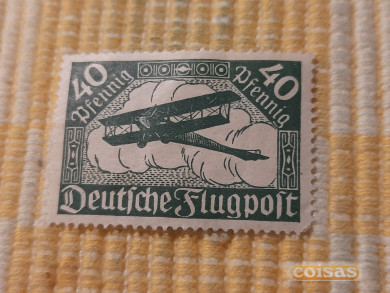 40 40
Pfennig Pfennig
Deutsche Flugpost
coisas